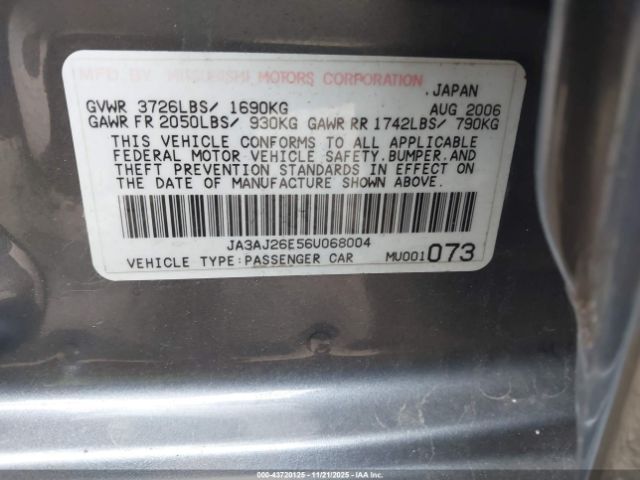 MFD. BY MITSUBISHI MOTORS CORPORATION
, JAPAN
GVWR 3726LBS/ 1690KG AUG 2006
GAWR FR 2050LBS/ 930KG GAWR RR 1742LBS/ 790KG
THIS VEHICLE CONFORMS TO ALL APPLICABLE
FEDERAL MOTOR VEHICLE SAFETY,BUMPER,AND
THEFT PREVENTION STANDARDS IN EFFECT ON
THE DATE OF MANUFACTURE SHOWN ABOVE.
JA3AJ26E56U068004
VEHICLE TYPE:PASSENGER CAR MU001073
000-43720125 - 11/21/2025 - IAAI.COM